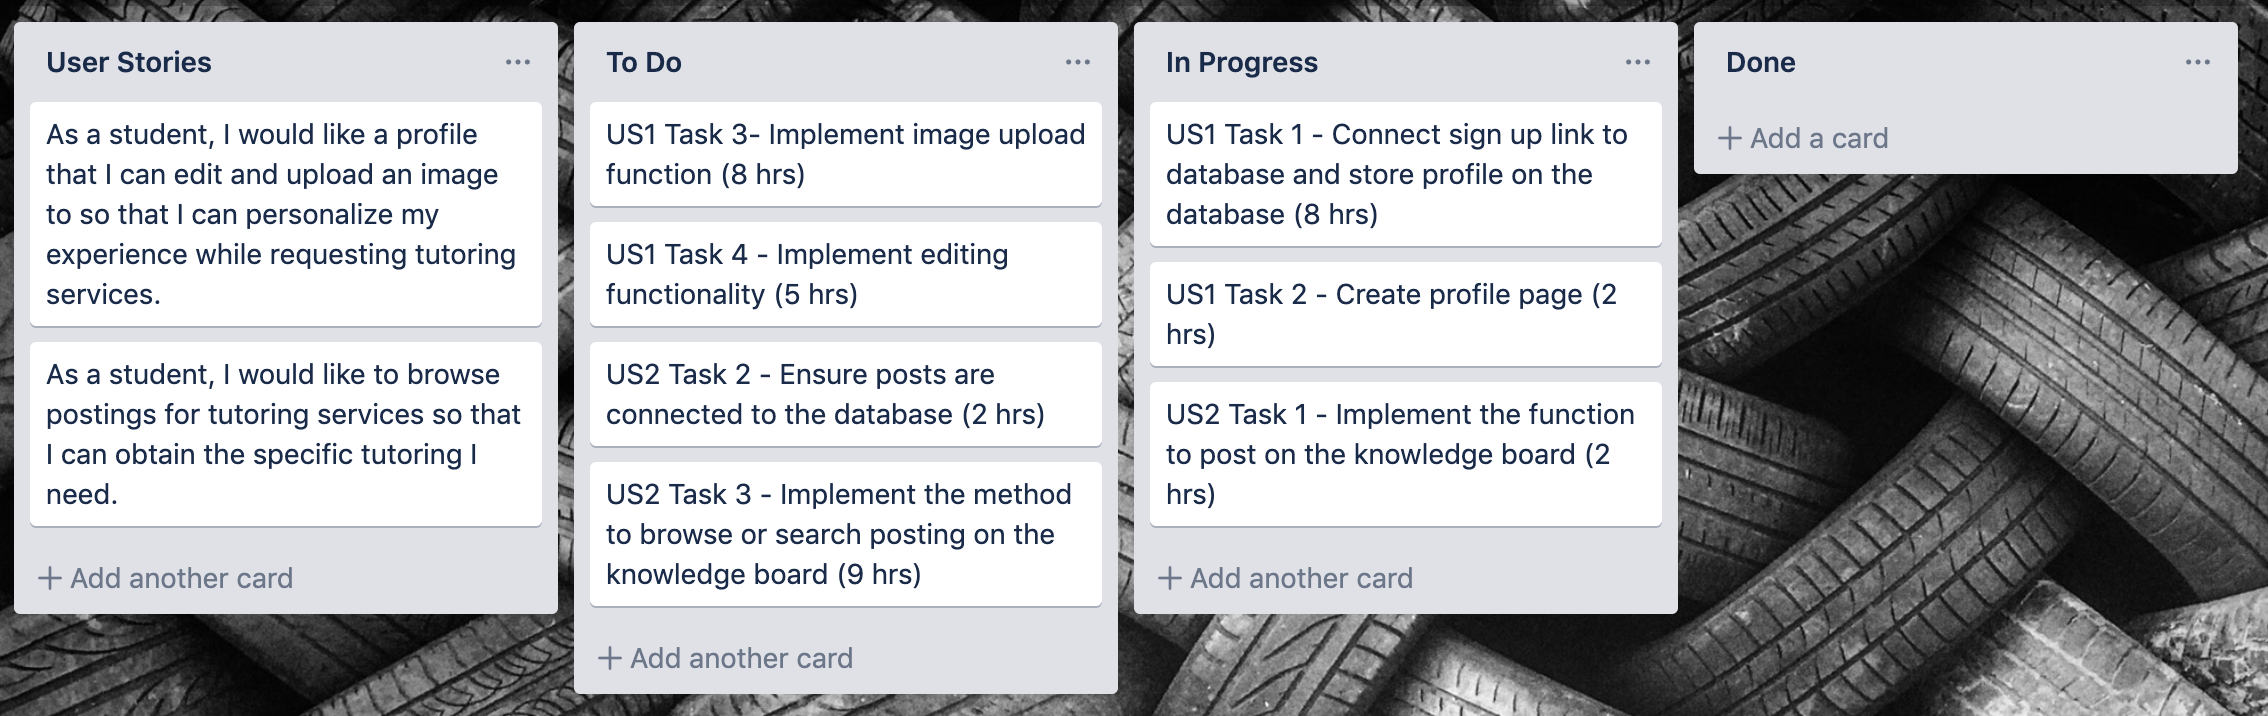 User Stories
As a student, I would like a profile
that I can edit and upload an image
to so that I can personalize my
experience while requesting tutoring
services.
As a student, I would like to browse
postings for tutoring services so that
I can obtain the specific tutoring I
need.
+ Add another card
To Do
US1 Task 3- Implement image upload
function (8 hrs)
US1 Task 4 - Implement editing
functionality (5 hrs)
US2 Task 2 - Ensure posts are
connected to the database (2 hrs)
US2 Task 3 - Implement the method
to browse or search posting on the
knowledge board (9 hrs)
+ Add another card
In Progress
US1 Task 1 - Connect sign up link to
database and store profile on the
database (8 hrs)
US1 Task 2 - Create profile page (2
hrs)
US2 Task 1 - Implement the function
to post on the knowledge board (2
hrs)
+ Add another card
Done
+ Add a card